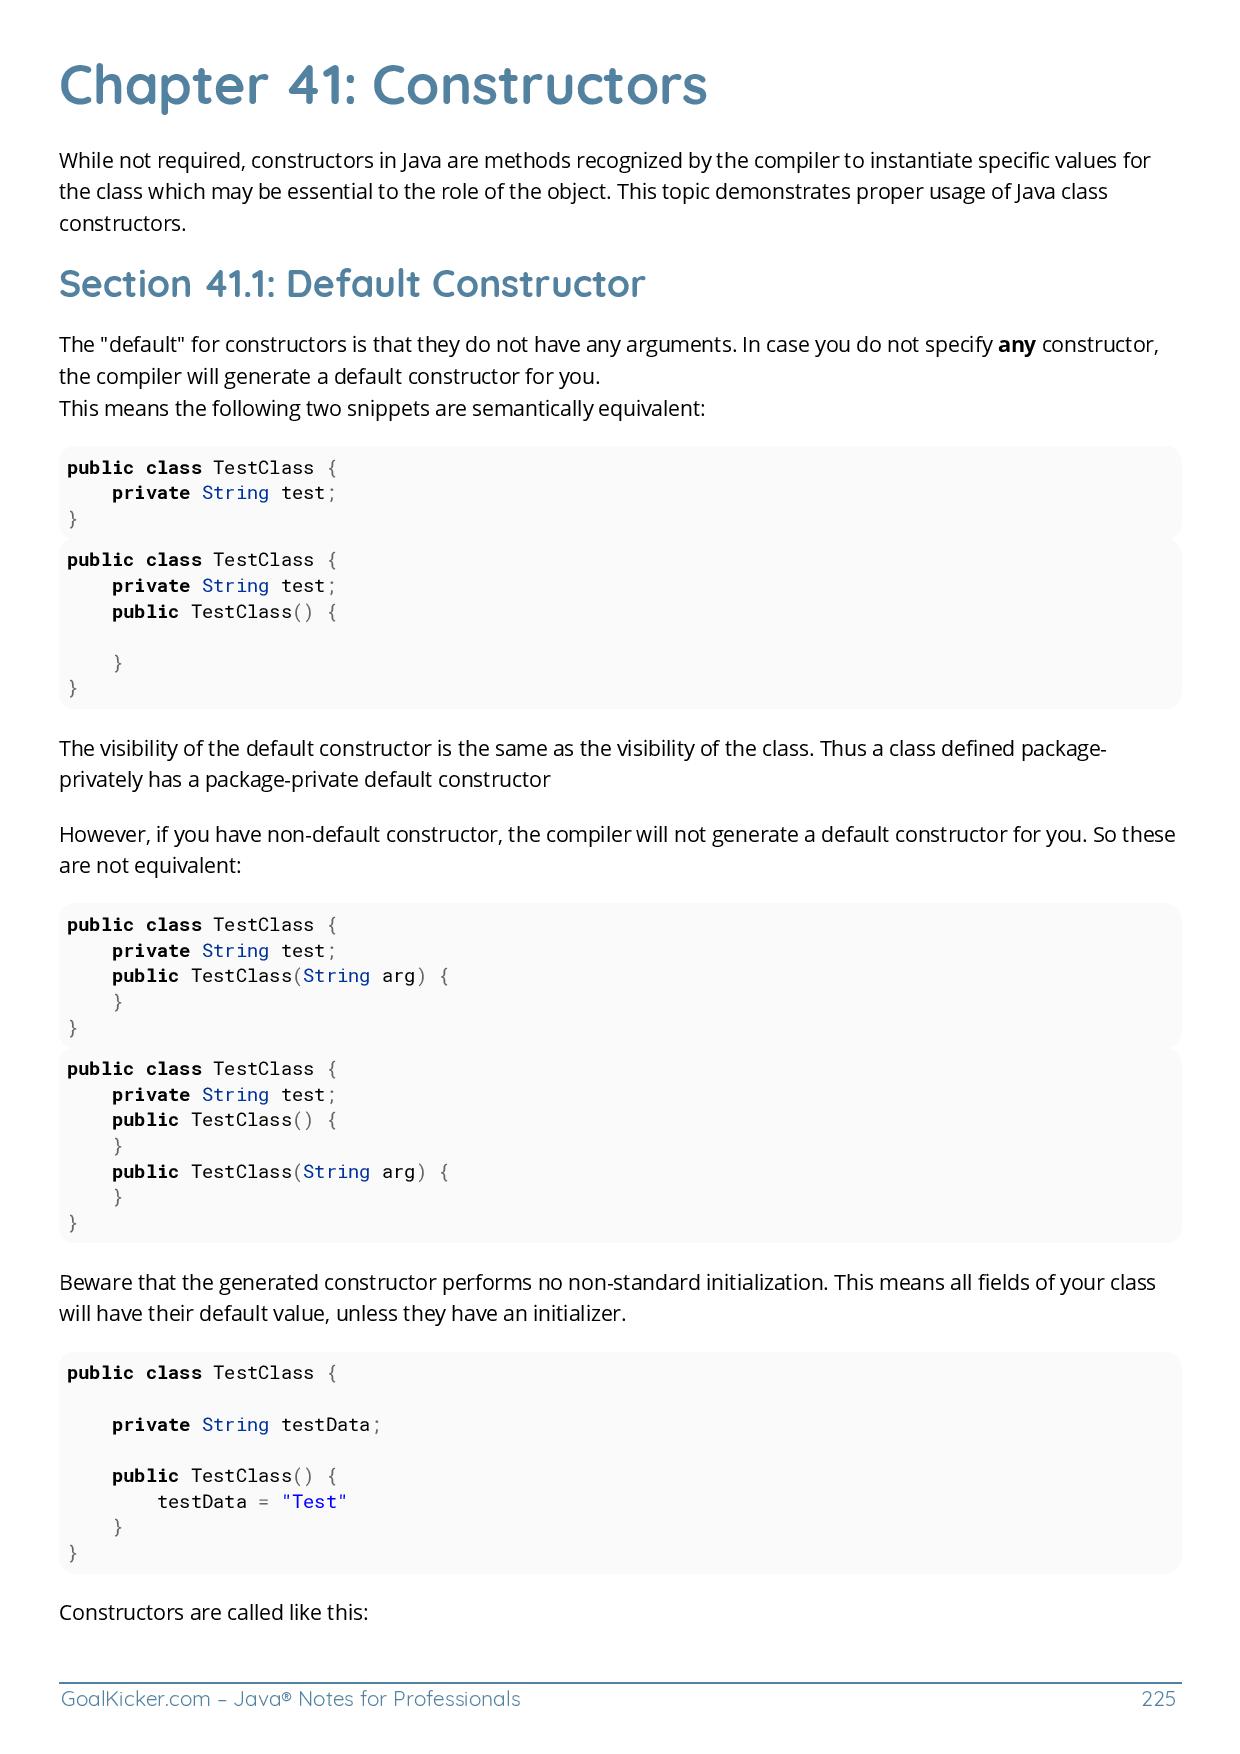 Chapter 41: Constructors
While not required, constructors in Java are methods recognized by the compiler to instantiate specific values for
the class which may be essential to the role of the object. This topic demonstrates proper usage of Java class
constructors.
Section 41.1: Default Constructor
The "default" for constructors is that they do not have any arguments. In case you do not specify any constructor,
the compiler will generate a default constructor for you.
This means the following two snippets are semantically equivalent:
public class TestClass {
    private String test;
}
public class TestClass {
    private String test;
    public TestClass() {

    }
}
The visibility of the default constructor is the same as the visibility of the class. Thus a class defined package-
privately has a package-private default constructor
However, if you have non-default constructor, the compiler will not generate a default constructor for you. So these
are not equivalent:
public class TestClass {
    private String test;
    public TestClass(String arg) {
    }
}
public class TestClass {
    private String test;
    public TestClass() {
    }
    public TestClass(String arg) {
    }
}
Beware that the generated constructor performs no non-standard initialization. This means all fields of your class
will have their default value, unless they have an initializer.
public class TestClass {

    private String testData;

    public TestClass() {
        testData = "Test"
    }
}
Constructors are called like this:
GoalKicker.com – Java® Notes for Professionals 225